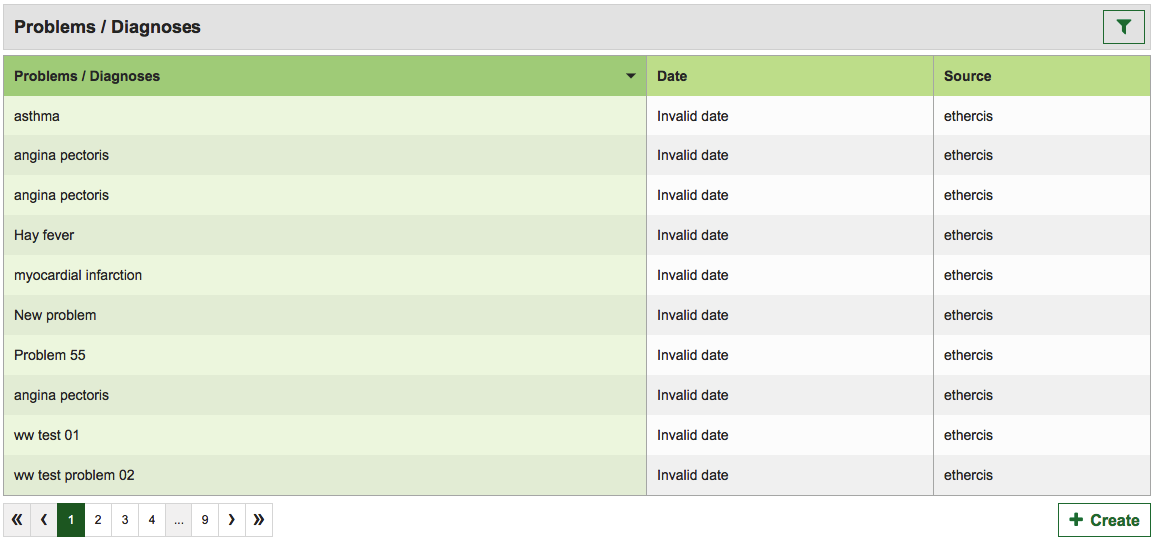 Problems / Diagnoses
Problems / Diagnoses Date Source
asthma Invalid date ethercis
angina pectoris Invalid date ethercis
angina pectoris Invalid date ethercis
Hay fever Invalid date ethercis
myocardial infarction Invalid date ethercis
New problem Invalid date ethercis
Problem 55 Invalid date ethercis
angina pectoris Invalid date ethercis
ww test 01 Invalid date ethercis
ww test problem 02 Invalid date ethercis
« ‹ 1 2 3 4 ... 9 › » + Create